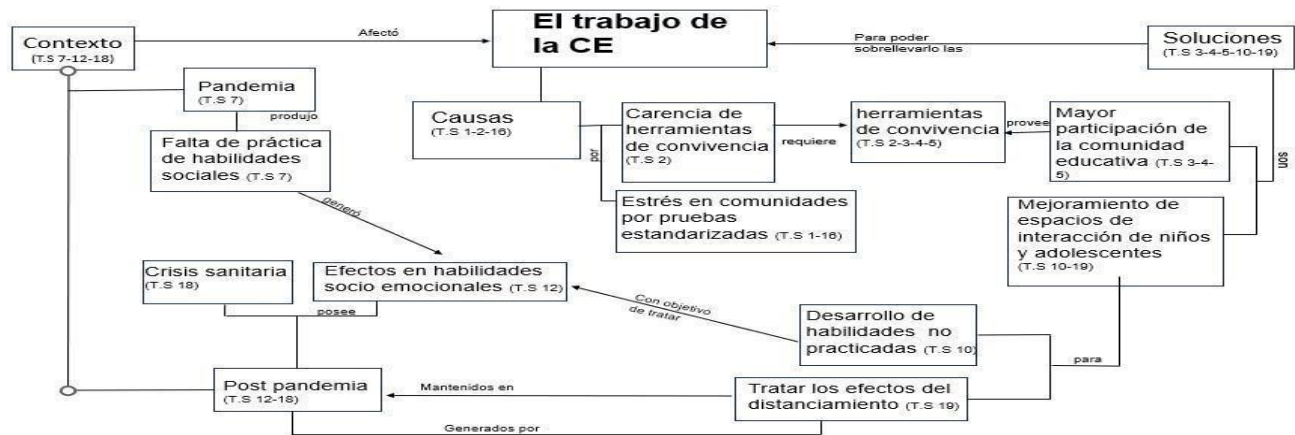 El trabajo de
la CE
Contexto
(T.S 7-12-18)
Afectó
Para poder
sobrellevarlo las
Soluciones
(T.S 3-4-5-10-19)
Pandemia
(T.S 7)
produjo
Falta de práctica
de habilidades
sociales (T.S 7)
generó
Causas
(T.S 1-2-16)
por
Carencia de
herramientas
de convivencia
(T.S 2)
requiere
herramientas
de convivencia
(T.S 2-3-4-5)
provee
Mayor
participación de
la comunidad
educativa (T.S 3-4-
5)
son
Estrés en comunidades
por pruebas
estandarizadas (T.S 1-16)
Mejoramiento de
espacios de
interacción de niños
y adolescentes
(T.S 10-19)
Crisis sanitaria
(T.S 18)
Efectos en habilidades
socio emocionales (T.S 12)
posee
Con objetivo
de tratar
Desarrollo de
habilidades no
practicadas (T.S 10)
para
Post pandemia
(T.S 12-18)
Mantenidos en
Tratar los efectos del
distanciamiento (T.S 19)
Generados por